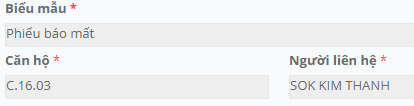 Biểu mẫu *
Phiếu báo mất
Căn hộ * Người liên hệ *
C.16.03 SOK KIM THANH